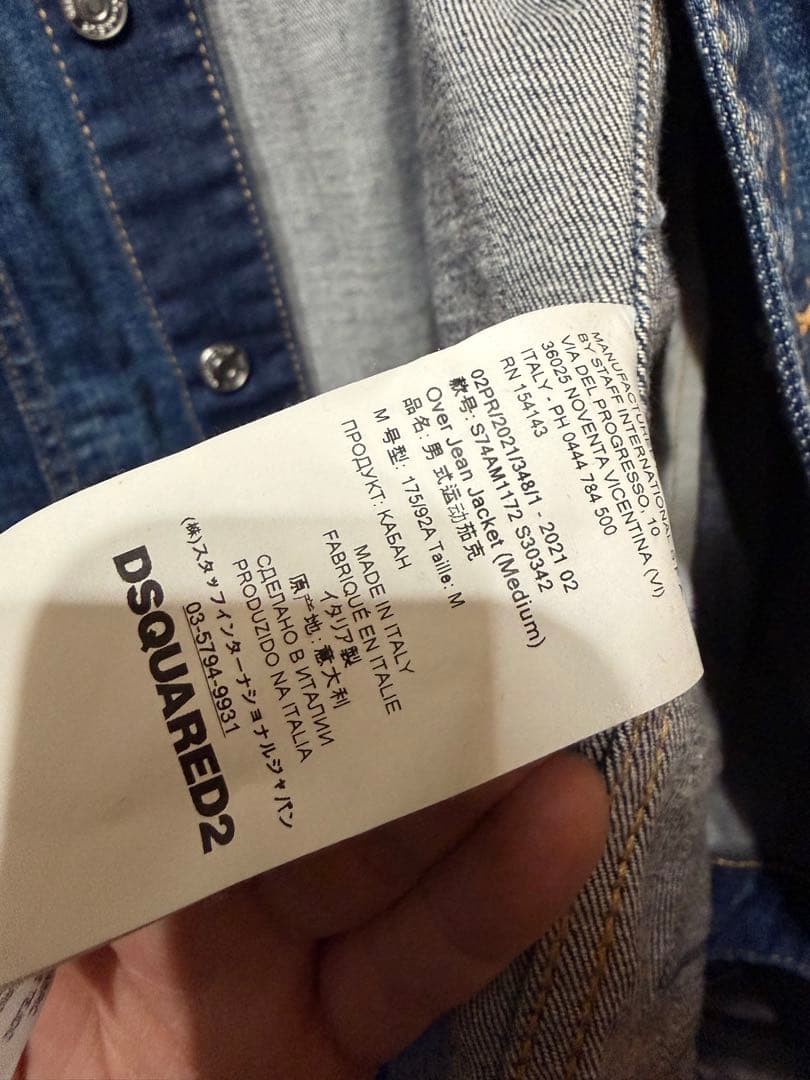 MANUFACTURE
BY STAFF INTERNATIONAL
VIA DEL PROGRESSO, 10
36025 NOVENTA VICENTINA (VI)
ITALY - PH 0444 784 500
RN 154143
02PR/2021/348/1 - 2021 02
款号: S74AM1172 S30342
Over Jean Jacket (Medium)
品名: 男式运动茄克
M 号型: 175/92A Taille: M
ПРОДУКТ: КАБАН
MADE IN ITALY
FABRIQUÉ EN ITALIE
イタリア製
原产地: 意大利
СДЕЛАНО В ИТАЛИИ
PRODUZIDO NA ITALIA
(株)スタッフインターナショナルジャパン
03-5794-9931
DSQUARED2